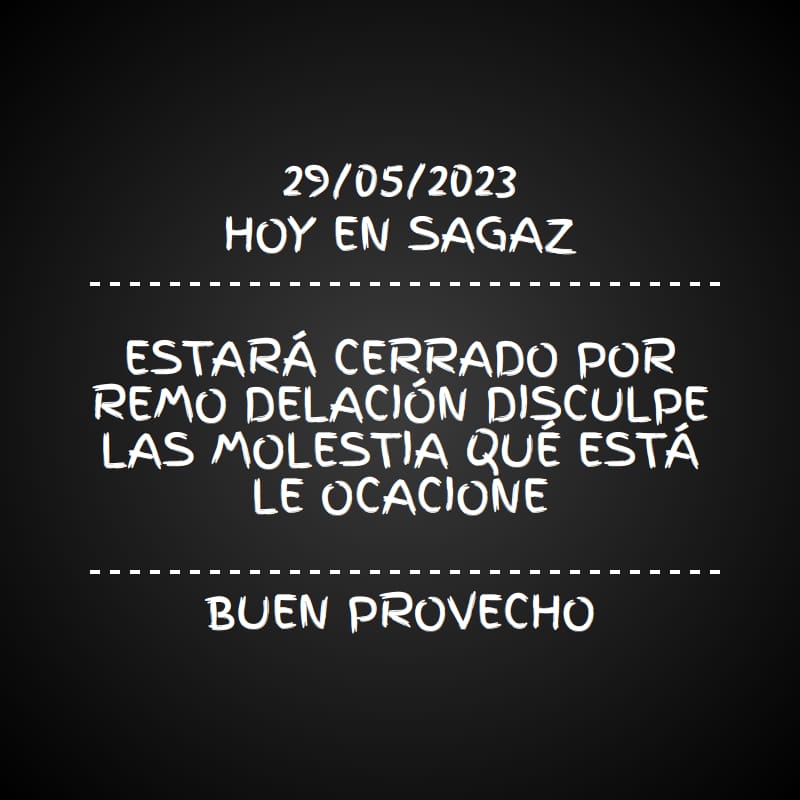 29/05/2023
HOY EN SAGAZ
ESTARÁ CERRADO POR
REMO DELACIÓN DISCULPE
LAS MOLESTIA QUÉ ESTÁ
LE OCACIONE
BUEN PROVECHO